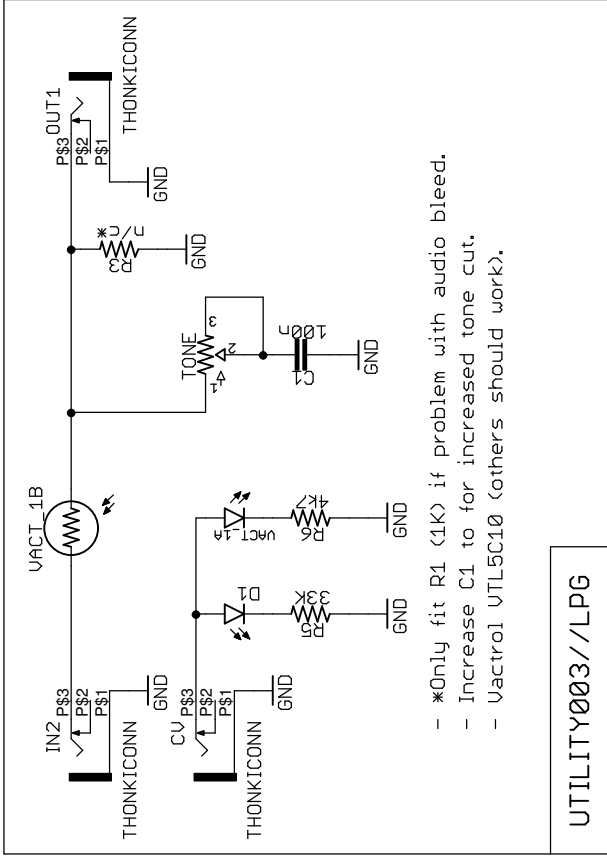 VACT_1B
IN2
P$3
P$2
P$1
THONKICONN
GND
OUT1
P$3
P$2
P$1
THONKICONN
GND
R3
n/c*
GND
TONE
1
2
3
C1
100n
GND
CV
P$3
P$2
P$1
THONKICONN
GND
D1
R5
33K
GND
VACT_1A
R6
4k7
GND
- *Only fit R1 (1K) if problem with audio bleed.
- Increase C1 to for increased tone cut.
- Vactrol VTL5C10 (others should work).
UTILITY003//LPG